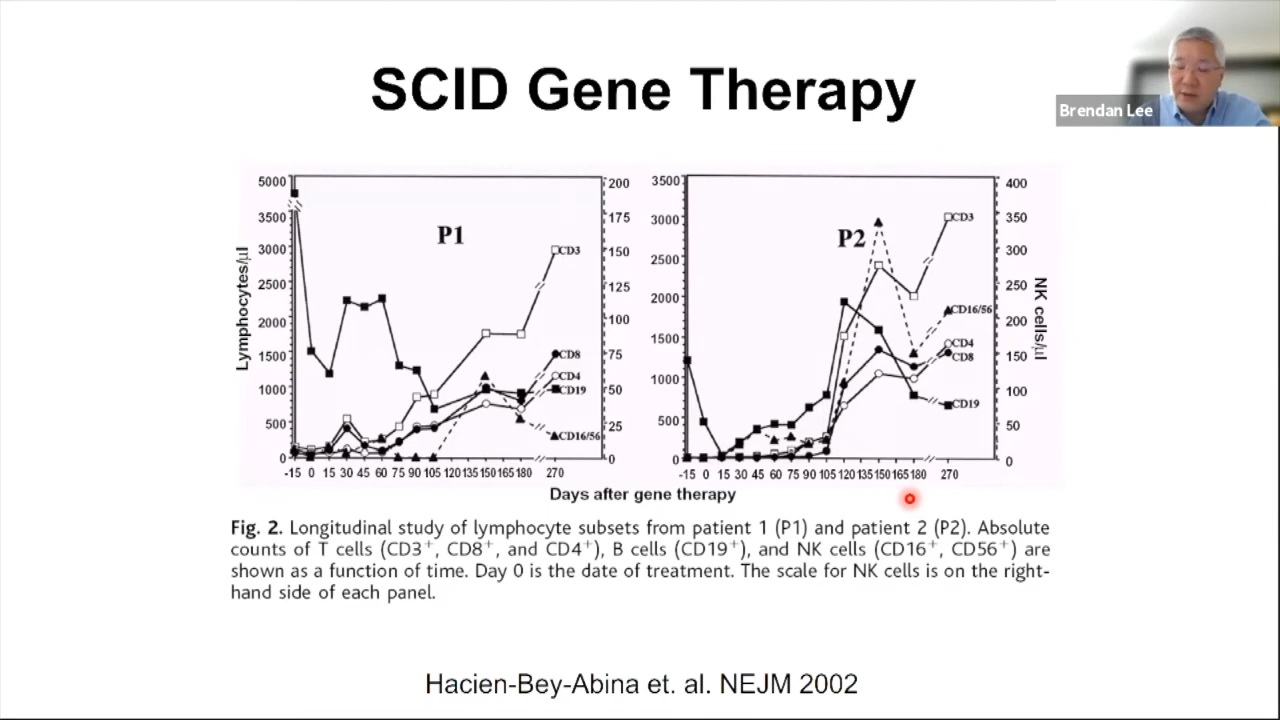 SCID Gene Therapy
Brendan Lee
P1
5000
3500
3000
2500
2000
1500
1000
500
0
Lymphocytes/µl
200
175
150
125
100
75
50
25
0
CD3
CD8
CD4
CD19
CD16/56
-15 0 15 30 45 60 75 90 105 120 135 150 165 180 270
P2
3500
3000
2500
2000
1500
1000
500
0
400
350
300
250
200
150
100
50
0
NK cells/µl
CD3
CD16/56
CD4
CD8
CD19
-15 0 15 30 45 60 75 90 105 120 135 150 165 180 270
Days after gene therapy
Fig. 2. Longitudinal study of lymphocyte subsets from patient 1 (P1) and patient 2 (P2). Absolute
counts of T cells (CD3+, CD8+, and CD4+), B cells (CD19+), and NK cells (CD16+, CD56+) are
shown as a function of time. Day 0 is the date of treatment. The scale for NK cells is on the right-
hand side of each panel.
Hacien-Bey-Abina et. al. NEJM 2002